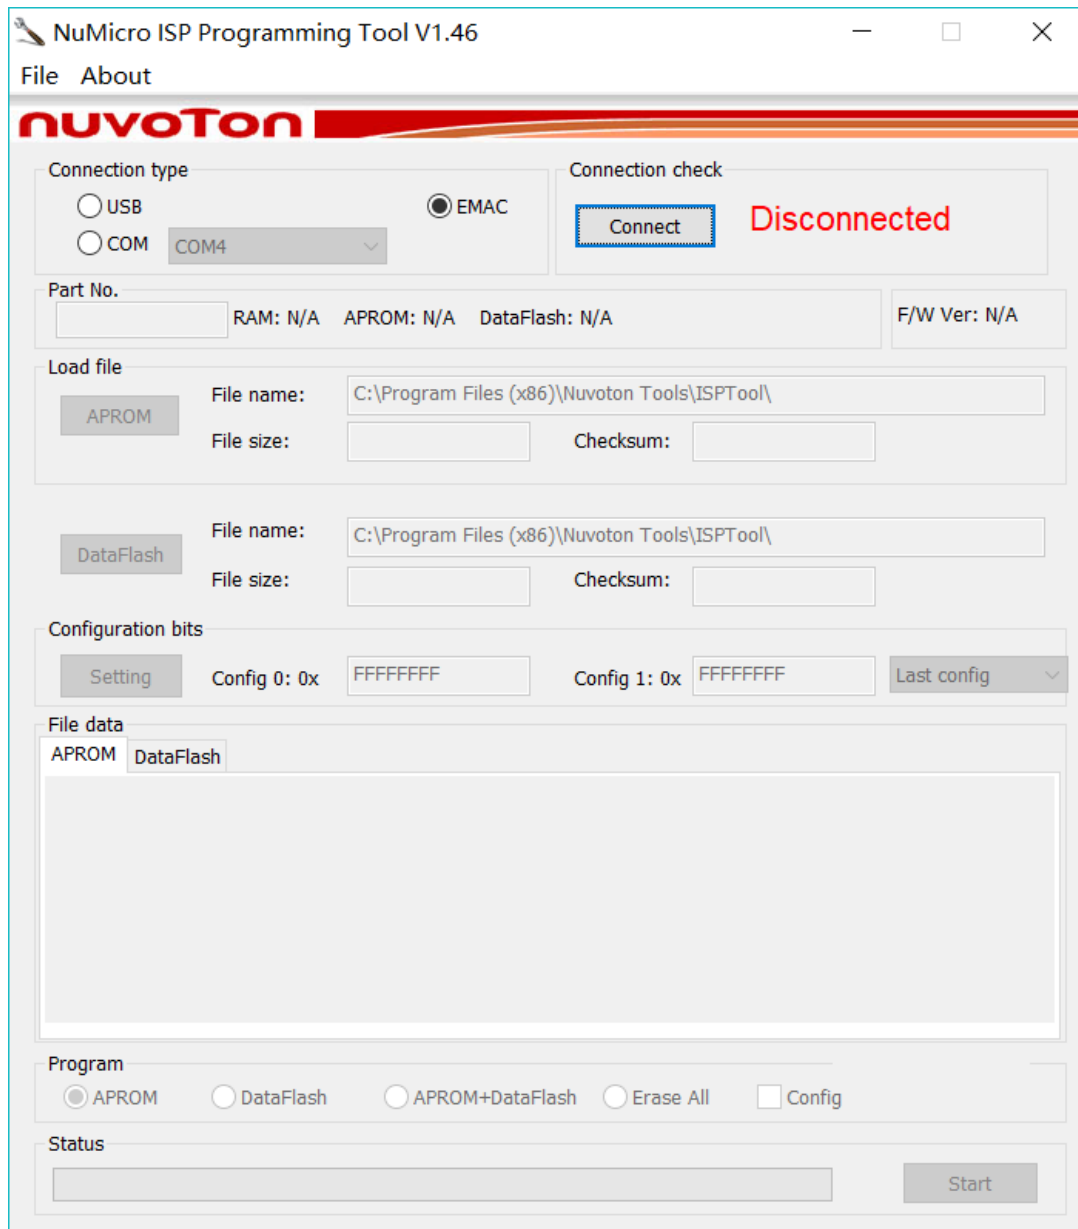 NuMicro ISP Programming Tool V1.46
File About
nuvoTon
Connection type
USB
EMAC
COM COM4
Connection check
Connect Disconnected
Part No.
RAM: N/A APROM: N/A DataFlash: N/A
F/W Ver: N/A
Load file
APROM
File name: C:\Program Files (x86)\Nuvoton Tools\ISPTool\
File size: Checksum:
DataFlash
File name: C:\Program Files (x86)\Nuvoton Tools\ISPTool\
File size: Checksum:
Configuration bits
Setting Config 0: 0x FFFFFFFF Config 1: 0x FFFFFFFF Last config
File data
APROM DataFlash
Program
APROM DataFlash APROM+DataFlash Erase All Config
Status
Start